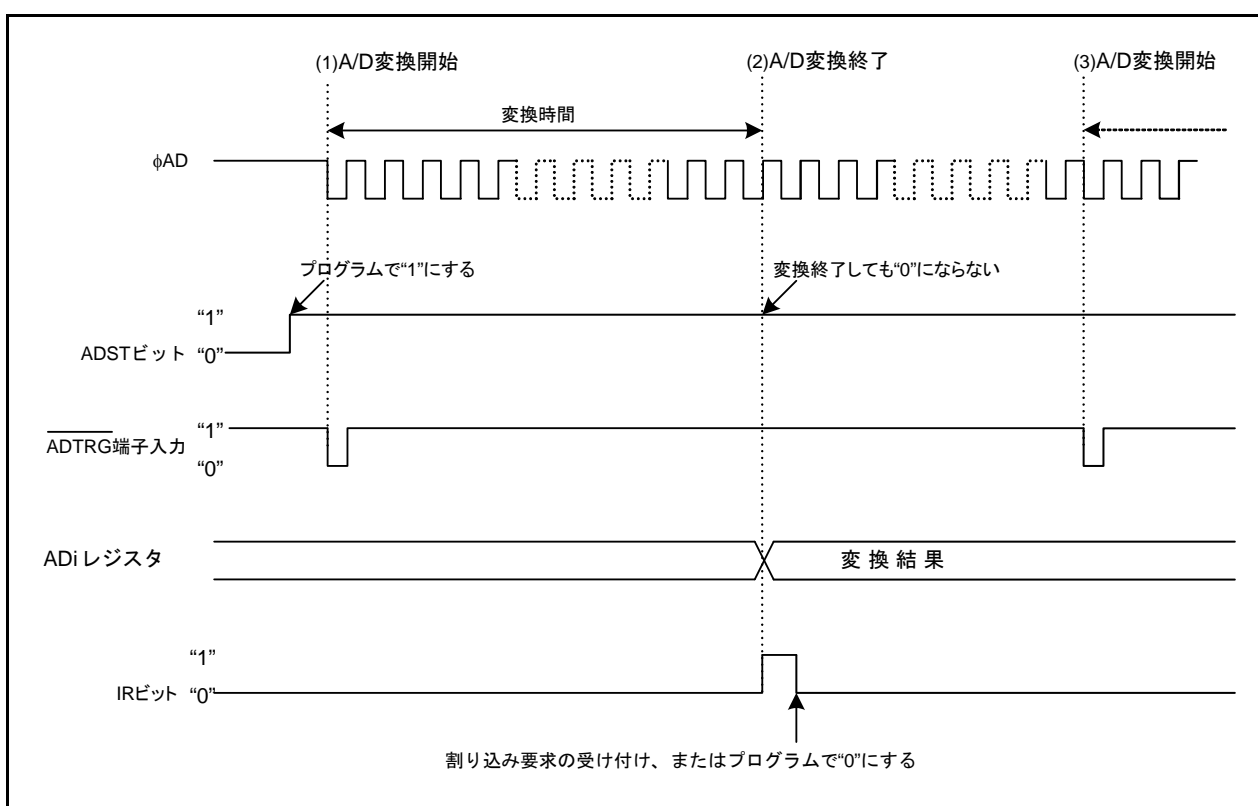 (1)A/D変換開始
(2)A/D変換終了
(3)A/D変換開始
変換時間
φAD
プログラムで“1”にする
変換終了しても“0”にならない
“1”
ADSTビット “0”
“1”
ADTRG端子入力
“0”
ADiレジスタ
変換結果
“1”
IRビット “0”
割り込み要求の受け付け、またはプログラムで“0”にする